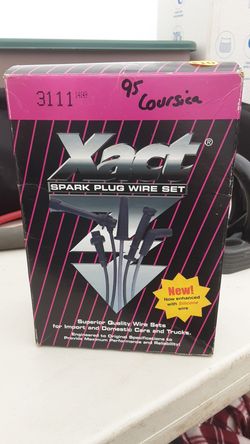 3111
95
Coursica
Xact®
SPARK PLUG WIRE SET
New!
Now enhanced
with Silicone
wire
Superior Quality Wire Sets
for Import and Domestic Cars and Trucks.
Engineered to Original Specifications to
Provide Maximum Performance and Reliability!